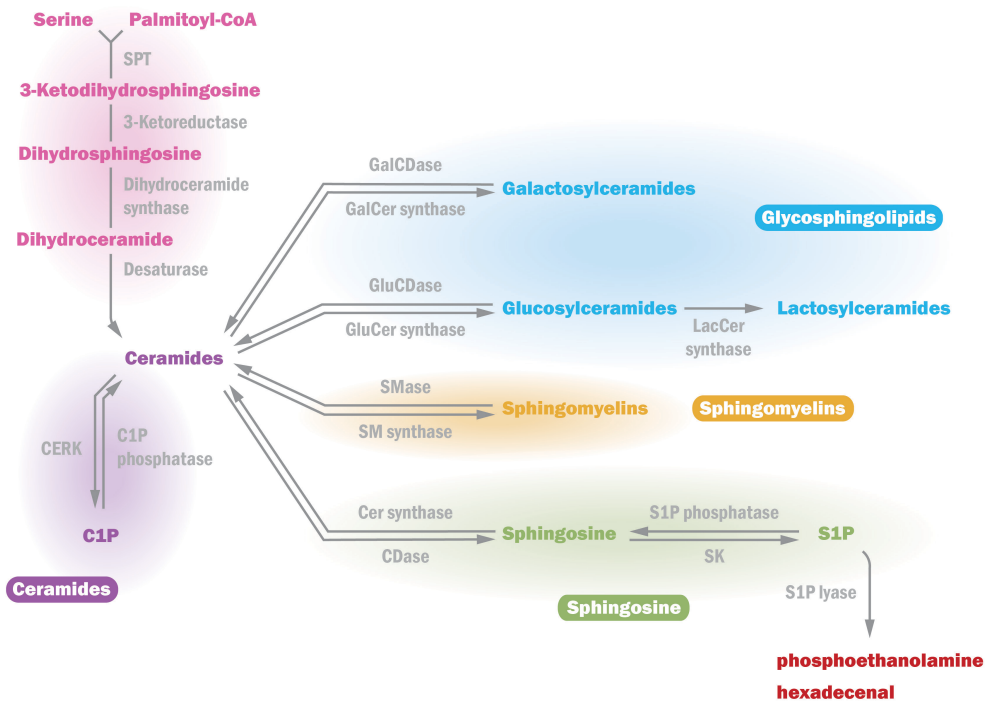 Serine Palmitoyl-CoA
SPT
3-Ketodihydrosphingosine
3-Ketoreductase
Dihydrosphingosine
Dihydroceramide
synthase
Dihydroceramide
Desaturase
Ceramides
CERK
C1P
phosphatase
C1P
Ceramides
GalCDase
GalCer synthase
Galactosylceramides
Glycosphingolipids
GluCDase
GluCer synthase
Glucosylceramides
LacCer
synthase
Lactosylceramides
SMase
SM synthase
Sphingomyelins
Sphingomyelins
Cer synthase
CDase
Sphingosine
S1P phosphatase
SK
S1P
Sphingosine
S1P lyase
phosphoethanolamine
hexadecenal